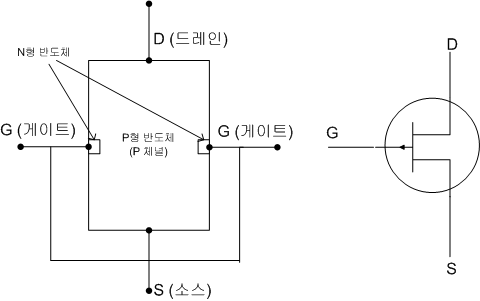 D (드레인)
N형 반도체
G (게이트)
P형 반도체
(P 채널)
G (게이트)
S (소스)
D
G
S